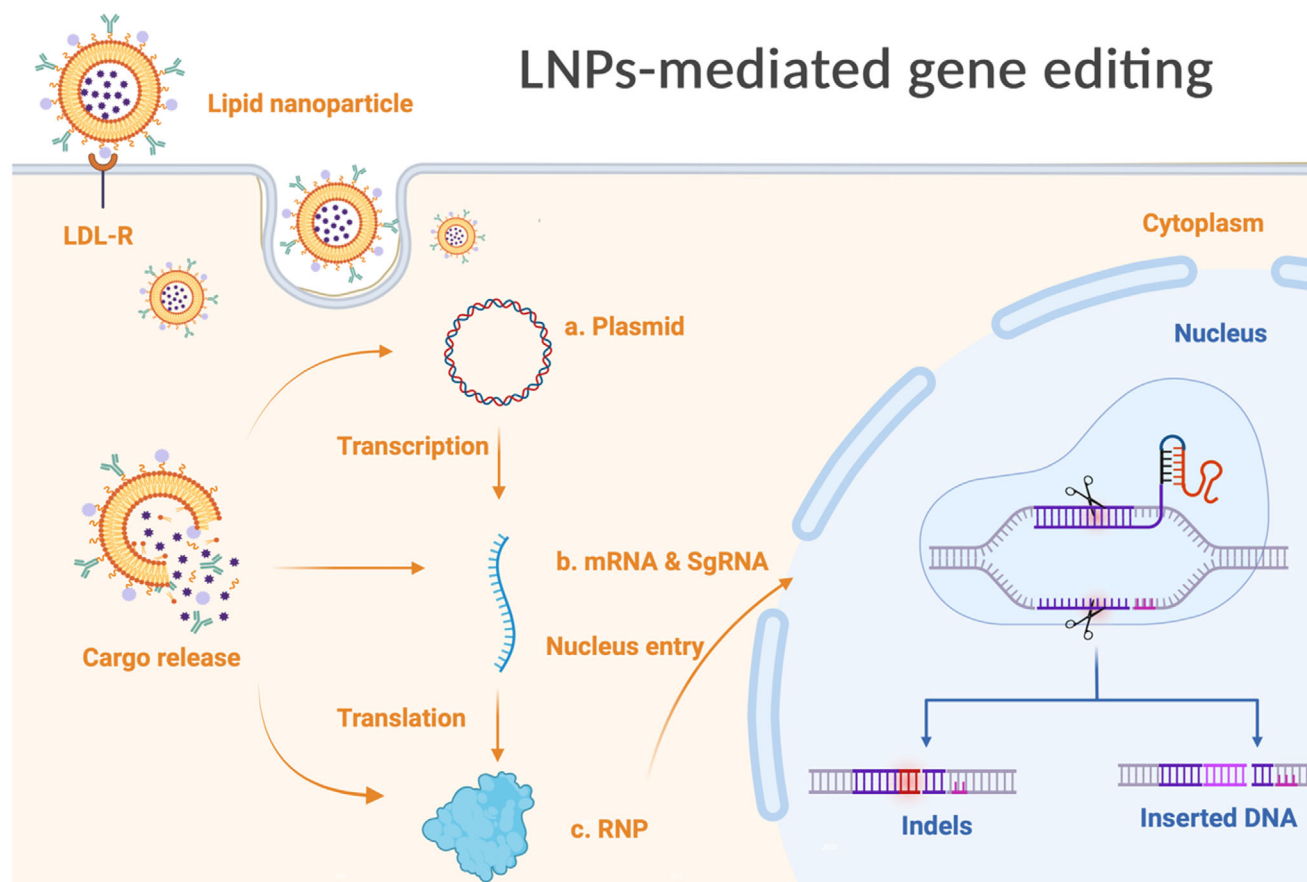 LNPs-mediated gene editing
Lipid nanoparticle
LDL-R
Cytoplasm
a. Plasmid
Nucleus
Transcription
b. mRNA & SgRNA
Nucleus entry
Cargo release
Translation
c. RNP
Indels
Inserted DNA